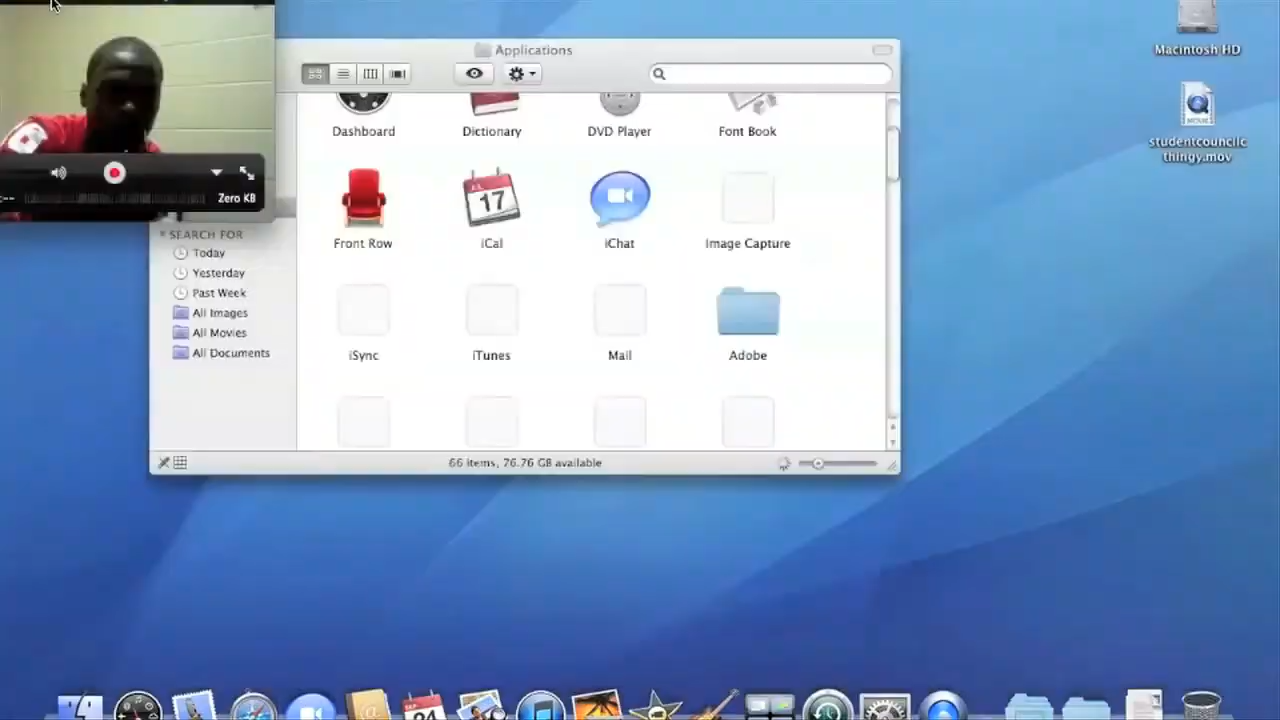 Applications
Macintosh HD
studentcouncilc
thingy.mov
Dashboard
Dictionary
DVD Player
Font Book
Zero KB
JUL
17
Front Row
iCal
iChat
Image Capture
SEARCH FOR
Today
Yesterday
Past Week
All Images
All Movies
All Documents
iSync
iTunes
Mail
Adobe
66 items, 76.76 GB available